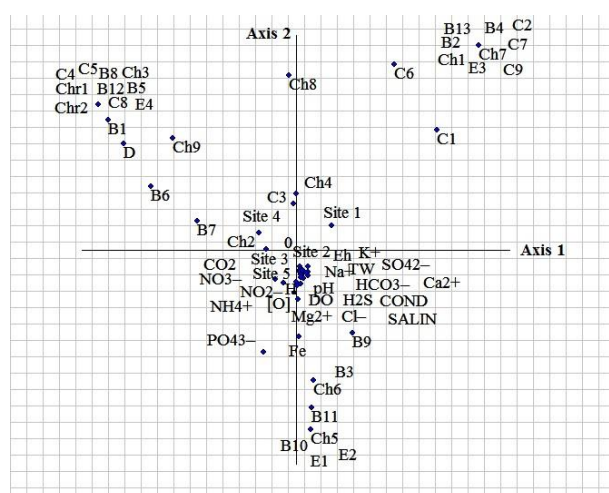 B13 B4 C2
Axis 2
B2 C7
C4 C5 B8 Ch3
C6
Ch1 Ch7
E3 C9
Chr1 B12 B5
Ch8
Chr2 C8 E4
B1
C1
D
Ch9
Ch4
B6
C3
Site 4 Site 1
B7
Ch2 0
Axis 1
Site 3 Site 2 Eh K+
CO2 Na+ TW SO42–
NO3– Site 5
HCO3– Ca2+
NO2– H pH
NH4+ [O] DO H2S COND
Mg2+ Cl– SALIN
PO43– B9
Fe
B3
Ch6
B11
B10 Ch5
E1 E2